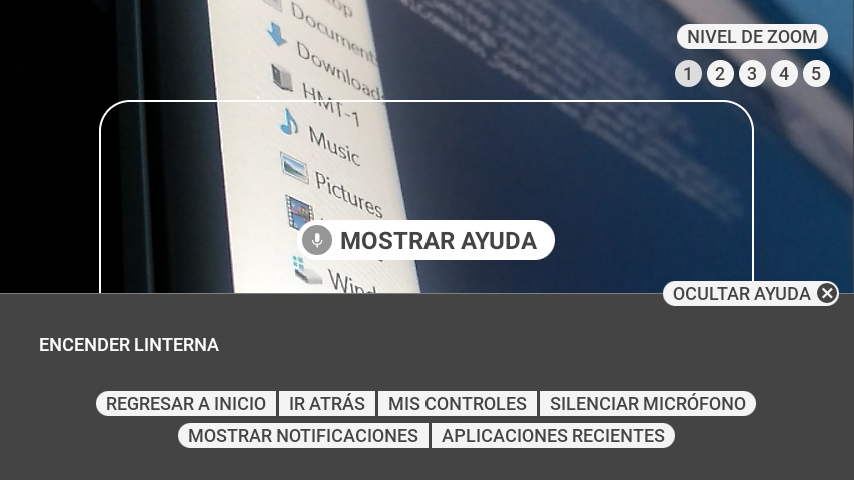 Documents
Downloads
HMT-1
Music
Pictures
NIVEL DE ZOOM
1 2 3 4 5
MOSTRAR AYUDA
OCULTAR AYUDA
ENCENDER LINTERNA
REGRESAR A INICIO IR ATRÁS MIS CONTROLES SILENCIAR MICRÓFONO
MOSTRAR NOTIFICACIONES APLICACIONES RECIENTES